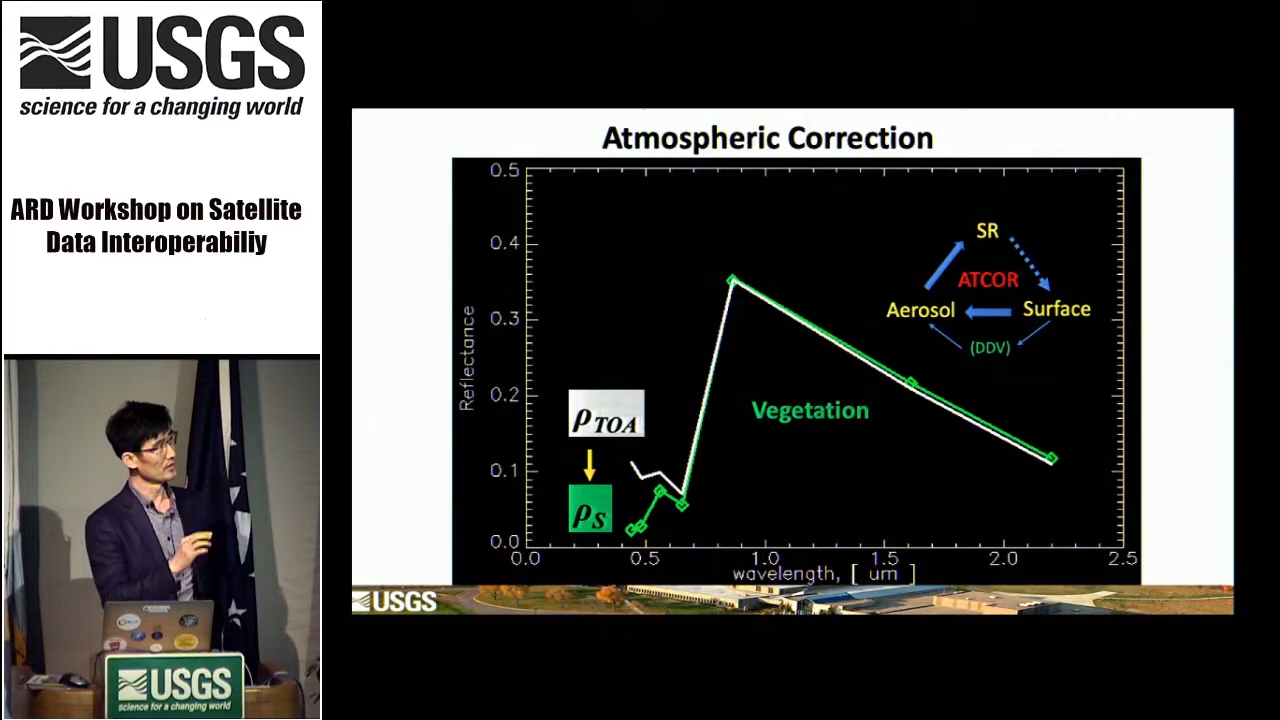 USGS
science for a changing world
ARD Workshop on Satellite
Data Interoperabiliy
Atmospheric Correction
0.5
0.4
0.3
0.2
0.1
0.0
Reflectance
0.0 0.5 1.0 1.5 2.0 2.5
wavelength, [ um ]
SR
ATCOR
Aerosol
Surface
(DDV)
Vegetation
ρTOA
ρS
USGS
USGS
science for a changing world